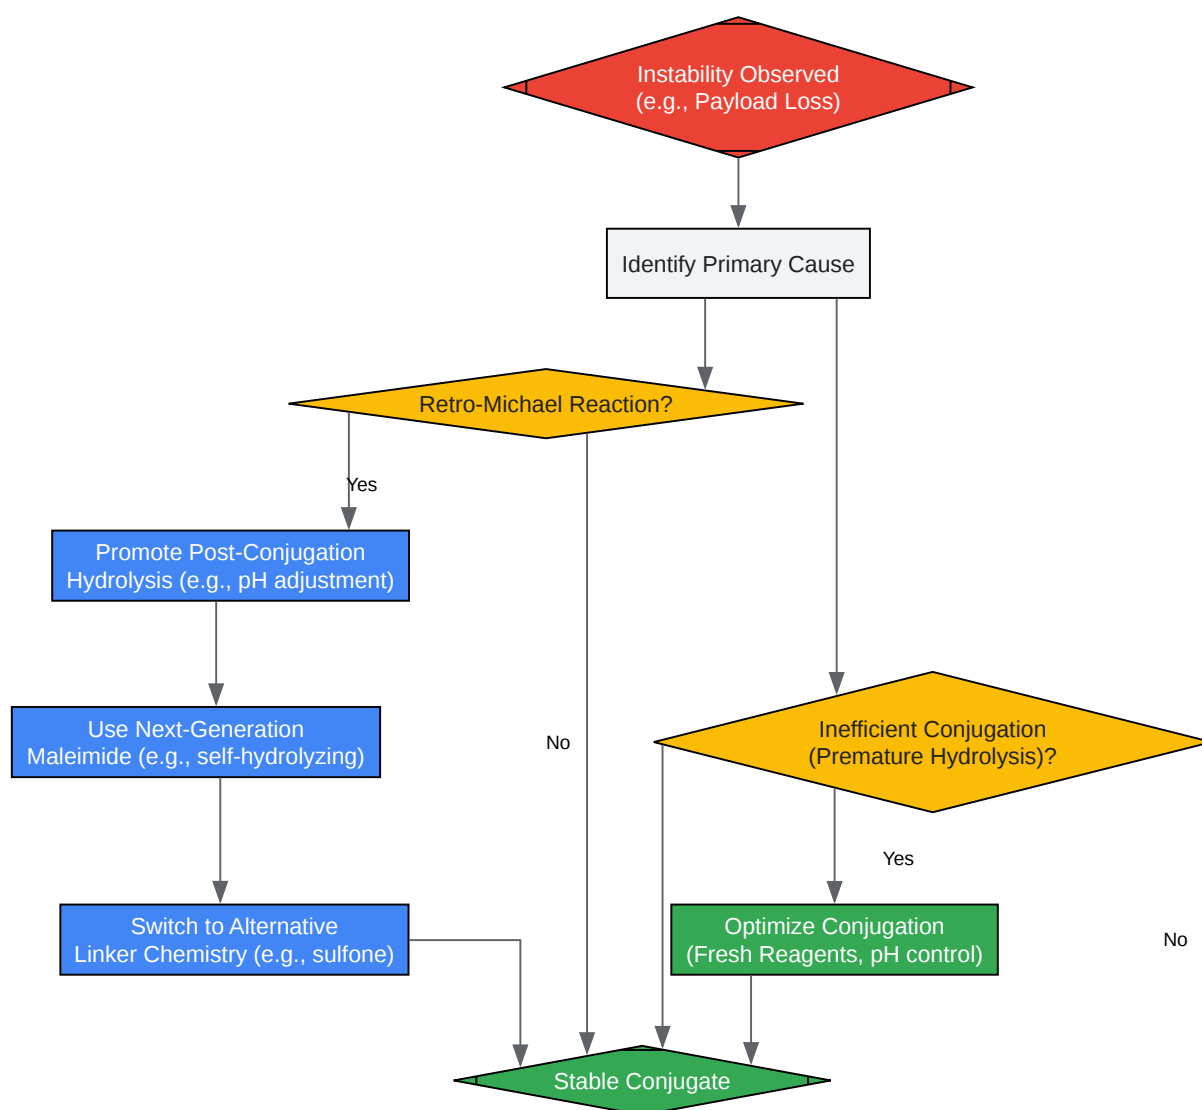 Instability Observed
(e.g., Payload Loss)
Identify Primary Cause
Retro-Michael Reaction?
Yes
Promote Post-Conjugation
Hydrolysis (e.g., pH adjustment)
Use Next-Generation
Maleimide (e.g., self-hydrolyzing)
No
Inefficient Conjugation
(Premature Hydrolysis)?
Yes
Switch to Alternative
Linker Chemistry (e.g., sulfone)
Optimize Conjugation
(Fresh Reagents, pH control)
No
Stable Conjugate